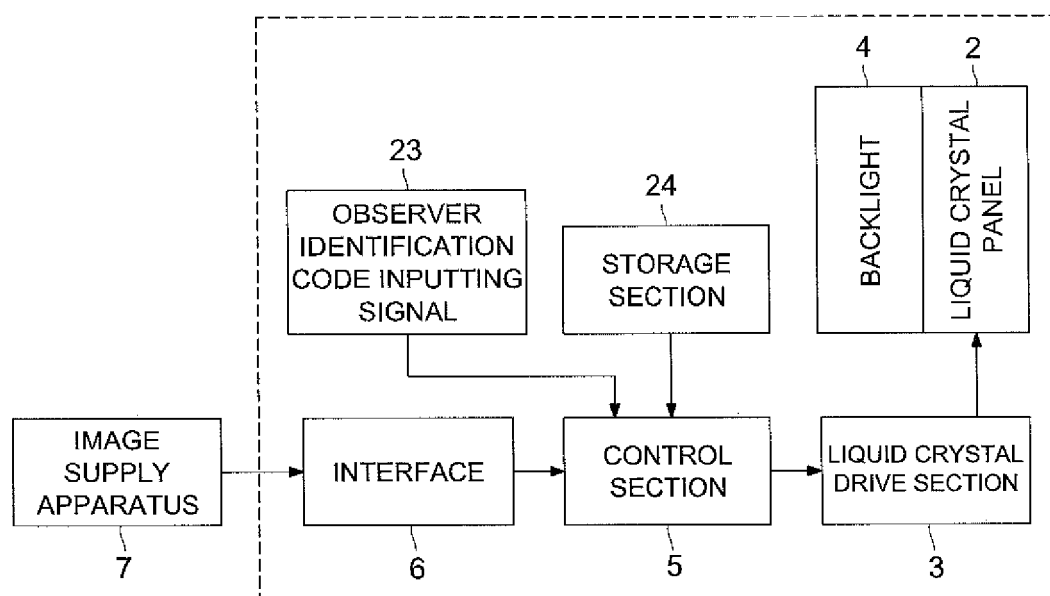 4
2
BACKLIGHT
LIQUID CRYSTAL
PANEL
23
OBSERVER
IDENTIFICATION
CODE INPUTTING
SIGNAL
24
STORAGE
SECTION
IMAGE
SUPPLY
APPARATUS
7
INTERFACE
6
CONTROL
SECTION
5
LIQUID CRYSTAL
DRIVE SECTION
3